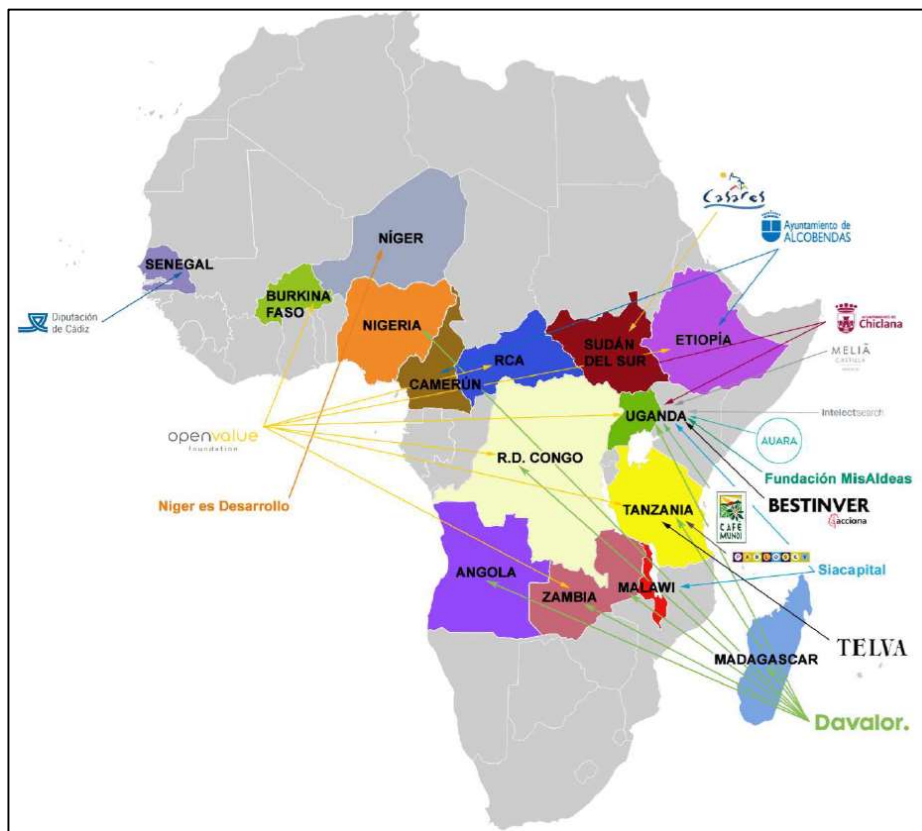 Casares
Ayuntamiento de
ALCOBENDAS
NÍGER
SENEGAL
BURKINA
FASO
Diputación
de Cádiz
NIGERIA
Chiclana
SUDÁN
DEL SUR
ETIOPÍA
MELIÀ
CAMERÚN
RCA
Intelectsearch
UGANDA
openvalue
foundation
AUARA
R.D. CONGO
Fundación MisAldeas
Niger es Desarrollo
BESTINVER
acciona
TANZANIA
CAFÉ
MUNDI
ANGOLA
Siacapital
ZAMBIA
MALAWI
TELVA
MADAGASCAR
Davalor.